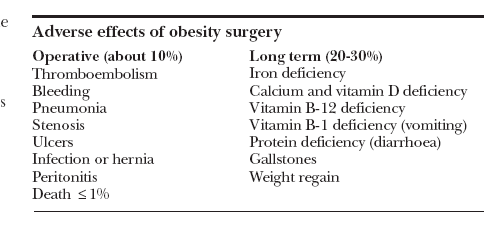 e
Adverse effects of obesity surgery
Operative (about 10%) Long term (20-30%)
Thromboembolism Iron deficiency
Bleeding Calcium and vitamin D deficiency
s
Pneumonia Vitamin B-12 deficiency
Stenosis Vitamin B-1 deficiency (vomiting)
Ulcers Protein deficiency (diarrhoea)
Infection or hernia Gallstones
Peritonitis Weight regain
Death ≤1%